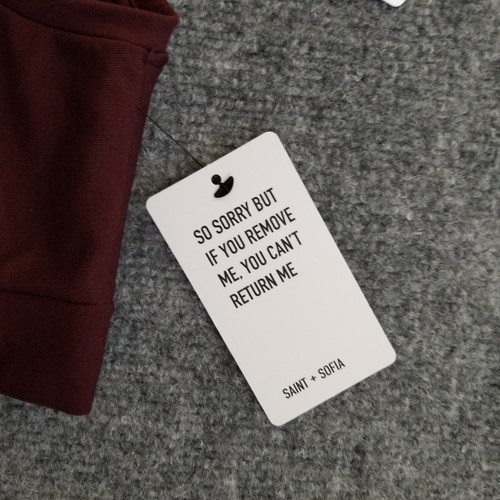 SO SORRY BUT
IF YOU REMOVE
ME, YOU CAN'T
RETURN ME
SAINT + SOFIA